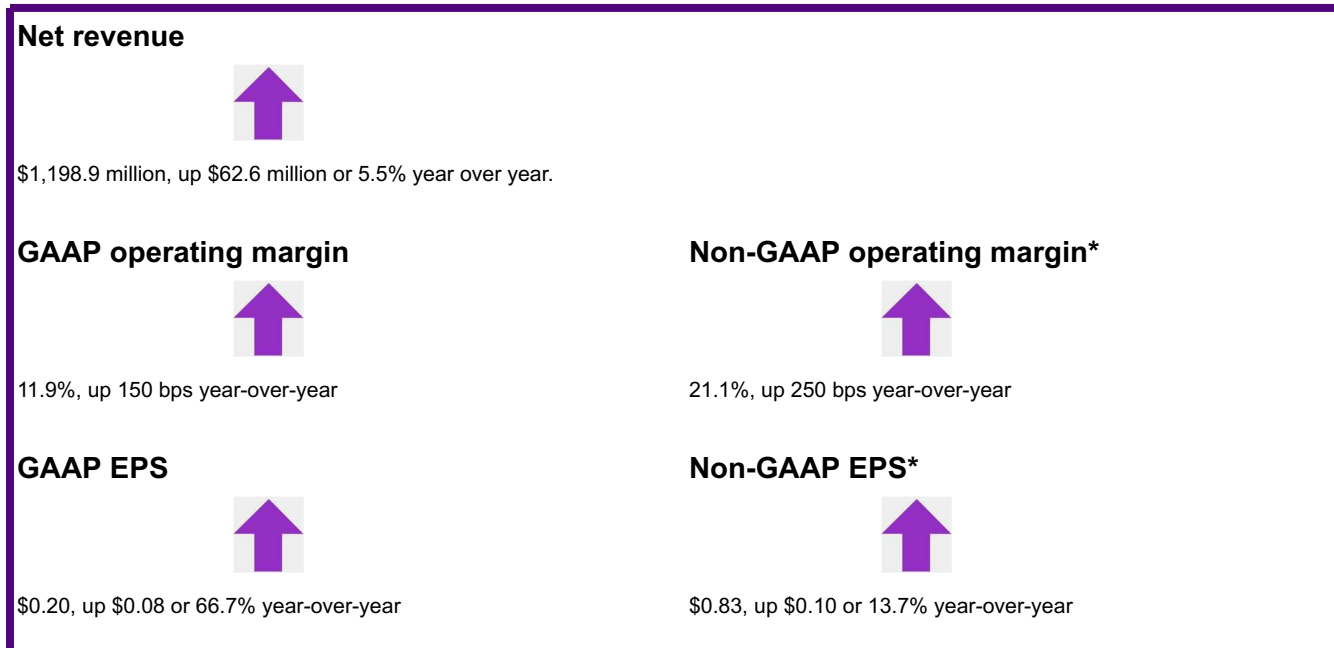 Net revenue
$1,198.9 million, up $62.6 million or 5.5% year over year.
GAAP operating margin
Non-GAAP operating margin*
11.9%, up 150 bps year-over-year
21.1%, up 250 bps year-over-year
GAAP EPS
Non-GAAP EPS*
$0.20, up $0.08 or 66.7% year-over-year
$0.83, up $0.10 or 13.7% year-over-year